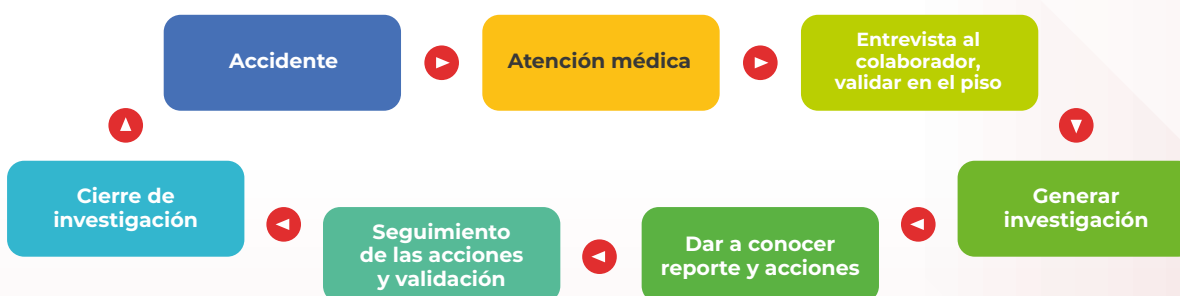 Accidente
Atención médica
Entrevista al
colaborador,
validar en el piso
Generar
investigación
Dar a conocer
reporte y acciones
Seguimiento
de las acciones
y validación
Cierre de
investigación